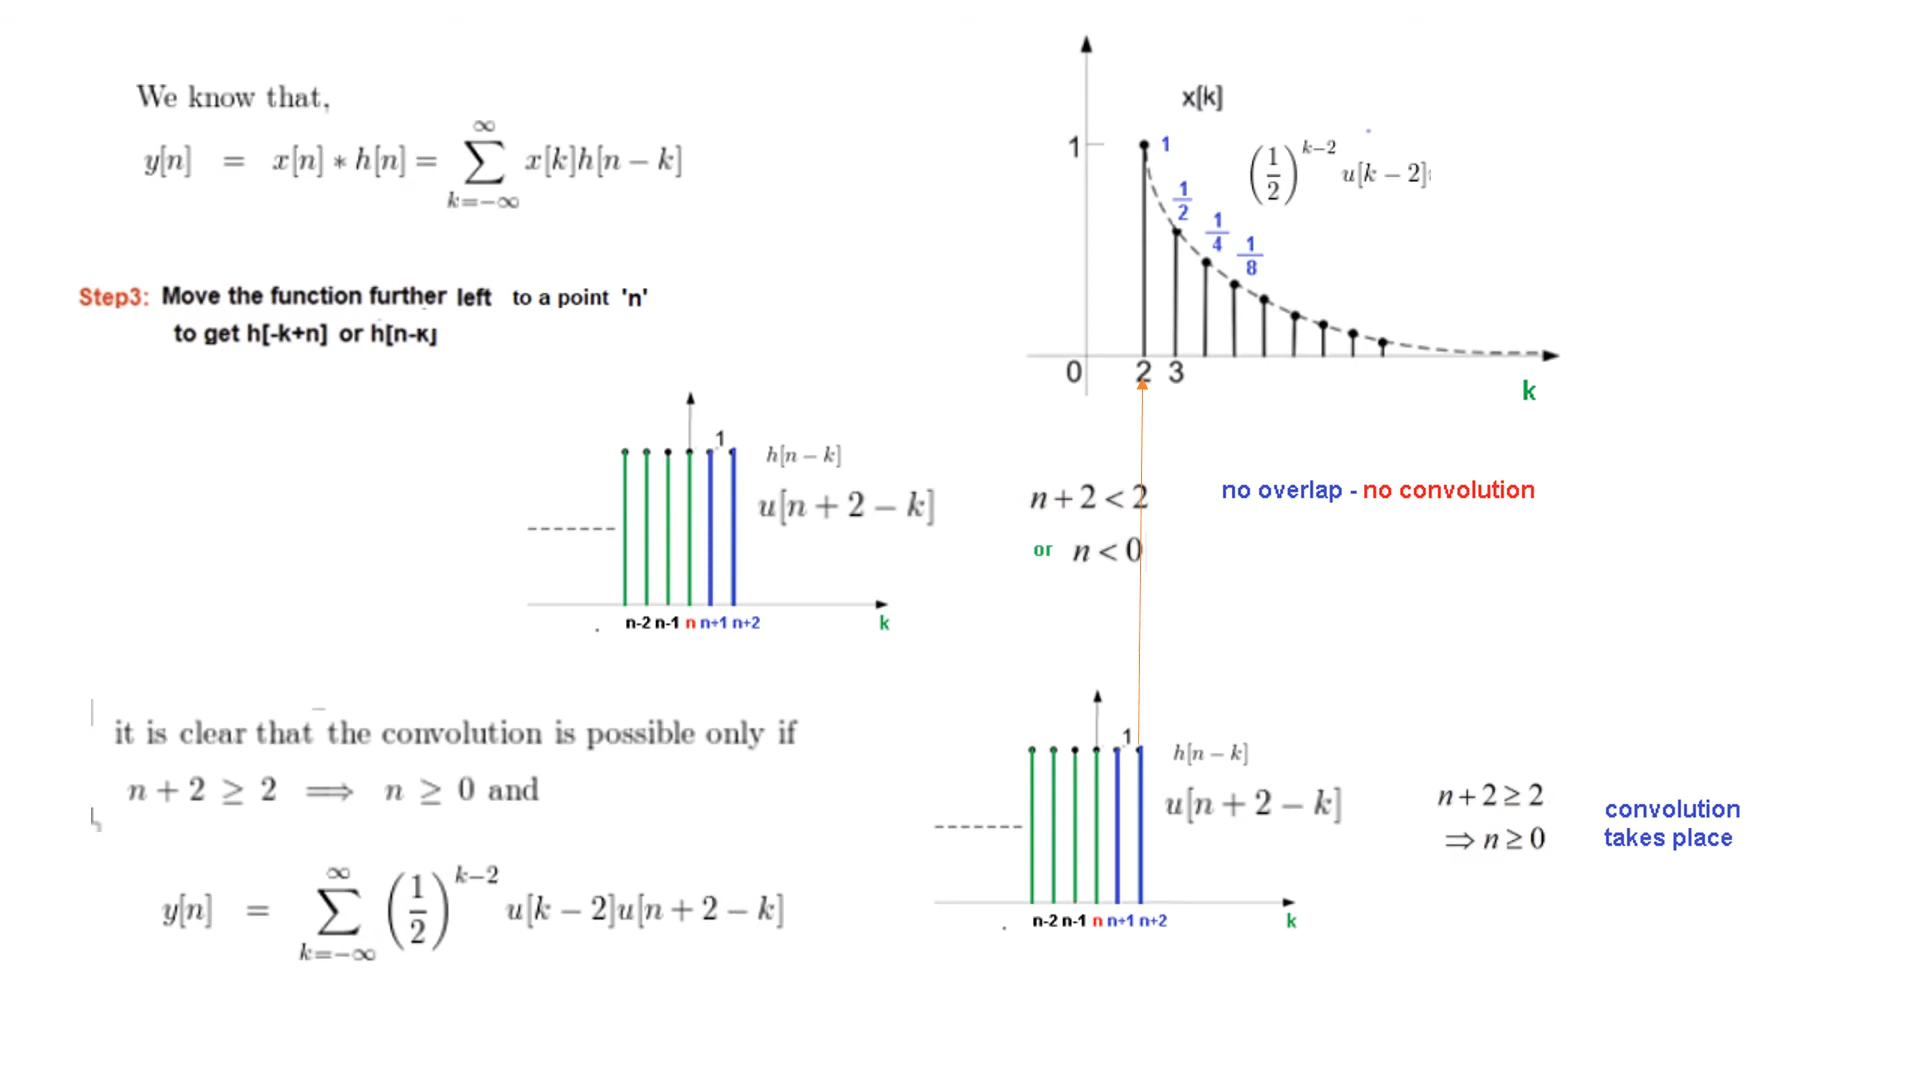 We know that,
y[n] = x[n] ∗ h[n] = ∑_{k=−∞}^{∞} x[k]h[n − k]
Step3: Move the function further left to a point 'n'
to get h[-k+n] or h[n-κ]
x[k]
1
1
(1/2)^{k−2} u[k − 2]
1/2
1/4
1/8
0 2 3
k
1
h[n − k]
u[n + 2 − k]
n-2 n-1 n n+1 n+2
k
n + 2 < 2
or n < 0
no overlap - no convolution
it is clear that the convolution is possible only if
n + 2 ≥ 2 ⟹ n ≥ 0 and
y[n] = ∑_{k=−∞}^{∞} (1/2)^{k−2} u[k − 2]u[n + 2 − k]
1
h[n − k]
u[n + 2 − k]
n-2 n-1 n n+1 n+2
k
n + 2 ≥ 2
⇒ n ≥ 0
convolution
takes place